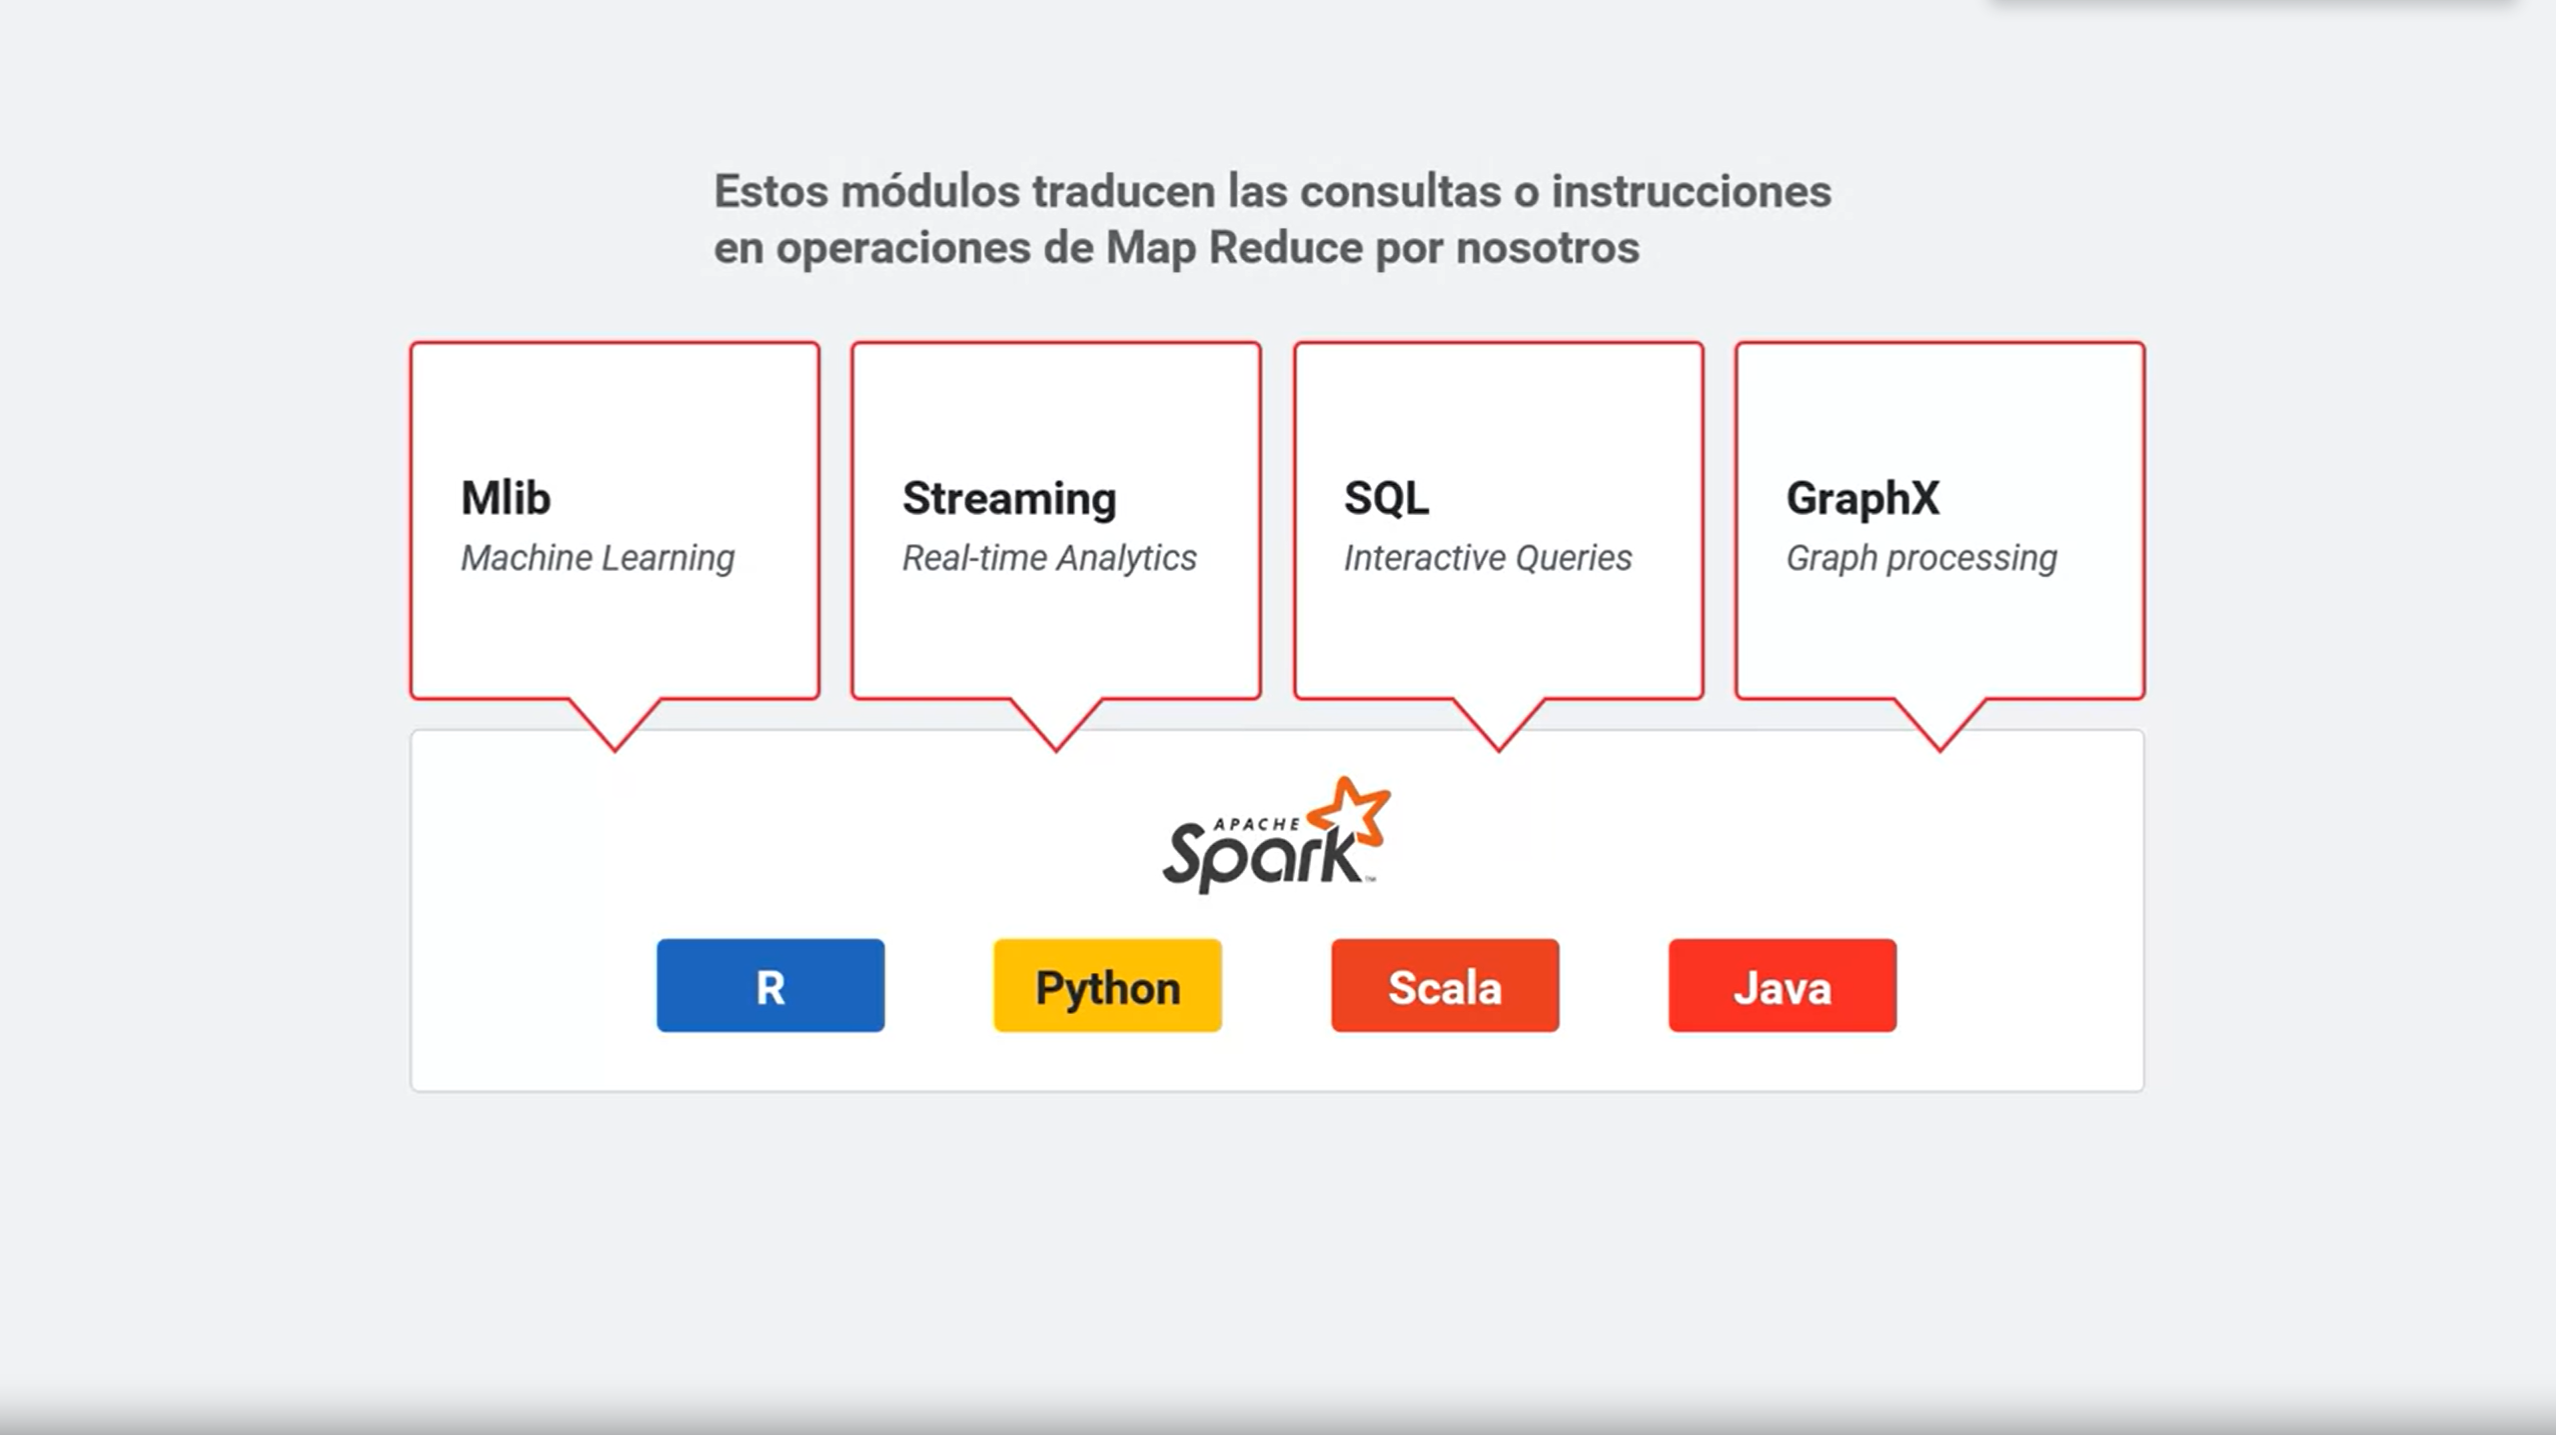 Estos módulos traducen las consultas o instrucciones
en operaciones de Map Reduce por nosotros
Mlib
Machine Learning
Streaming
Real-time Analytics
SQL
Interactive Queries
GraphX
Graph processing
APACHE
Spark™
R
Python
Scala
Java